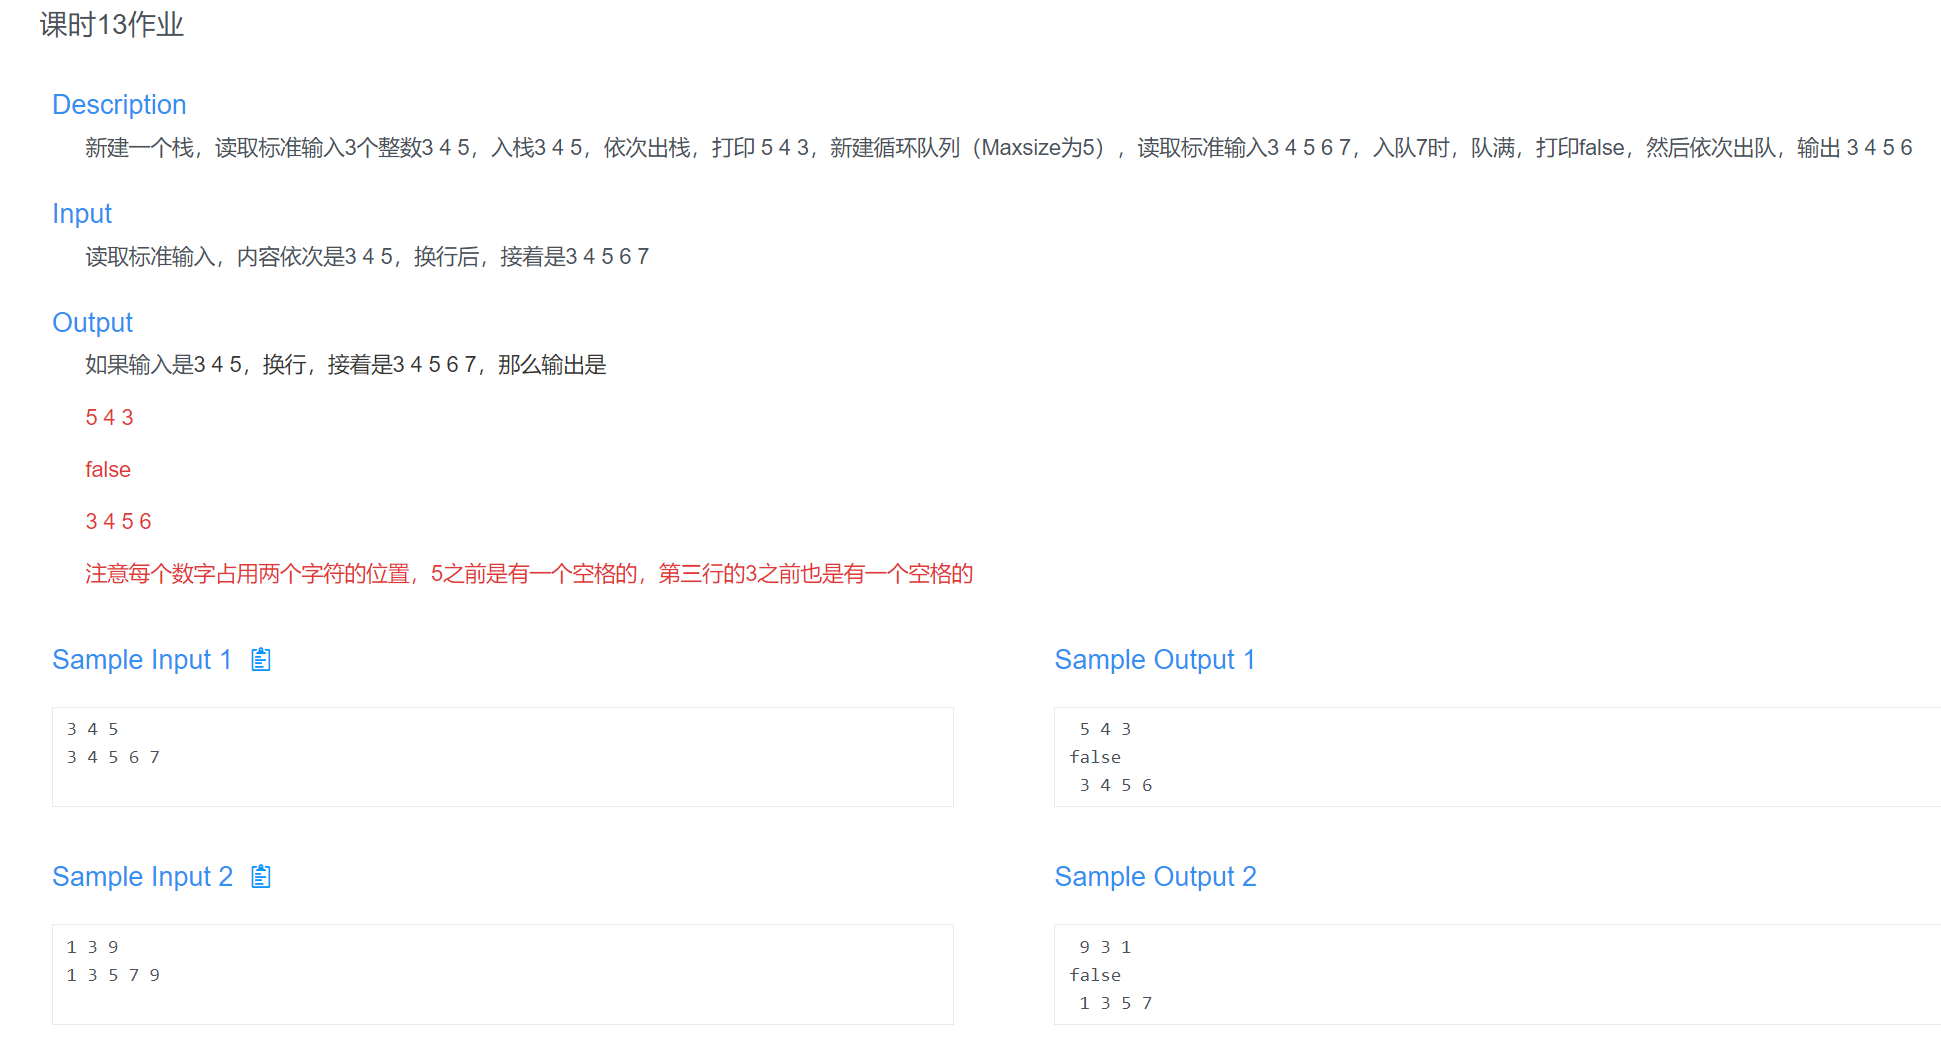 课时13作业
Description
新建一个栈，读取标准输入3个整数3 4 5，入栈3 4 5，依次出栈，打印 5 4 3，新建循环队列（Maxsize为5），读取标准输入3 4 5 6 7，入队7时，队满，打印false，然后依次出队，输出 3 4 5 6
Input
读取标准输入，内容依次是3 4 5，换行后，接着是3 4 5 6 7
Output
如果输入是3 4 5，换行，接着是3 4 5 6 7，那么输出是
5 4 3
false
3 4 5 6
注意每个数字占用两个字符的位置，5之前是有一个空格的，第三行的3之前也是有一个空格的
Sample Input 1
3 4 5
3 4 5 6 7
Sample Output 1
 5 4 3
false
 3 4 5 6
Sample Input 2
1 3 9
1 3 5 7 9
Sample Output 2
 9 3 1
false
 1 3 5 7